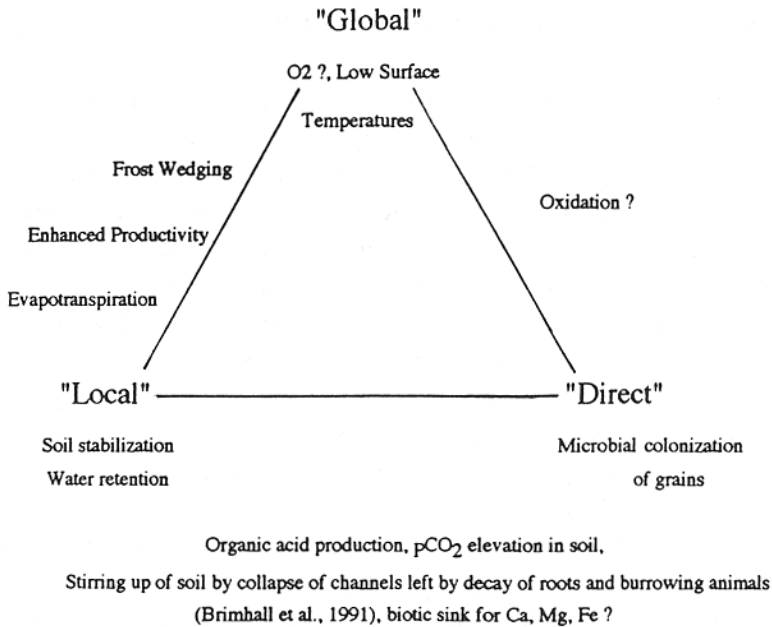 "Global"
O2 ?, Low Surface
Temperatures
Frost Wedging
Oxidation ?
Enhanced Productivity
Evapotranspiration
"Local"
"Direct"
Soil stabilization
Microbial colonization
Water retention
of grains
Organic acid production, pCO2 elevation in soil,
Stirring up of soil by collapse of channels left by decay of roots and burrowing animals
(Brimhall et al., 1991), biotic sink for Ca, Mg, Fe ?